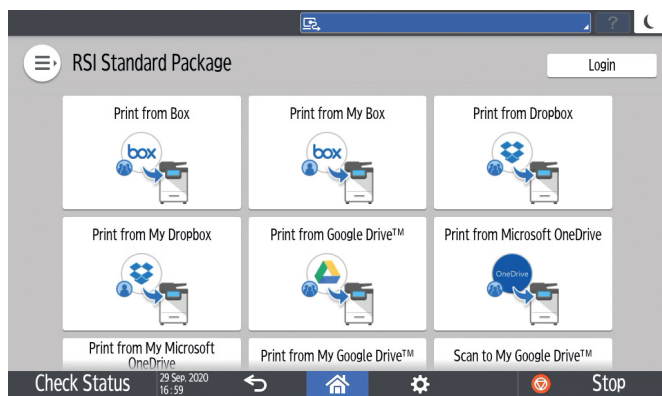 ?
RSI Standard Package
Login
Print from Box
Print from My Box
Print from Dropbox
box
box
Print from My Dropbox
Print from Google Drive™
Print from Microsoft OneDrive
OneDrive
Print from My Microsoft
OneDrive
Print from My Google Drive™
Scan to My Google Drive™
Check Status
29 Sep. 2020
16:59
Stop